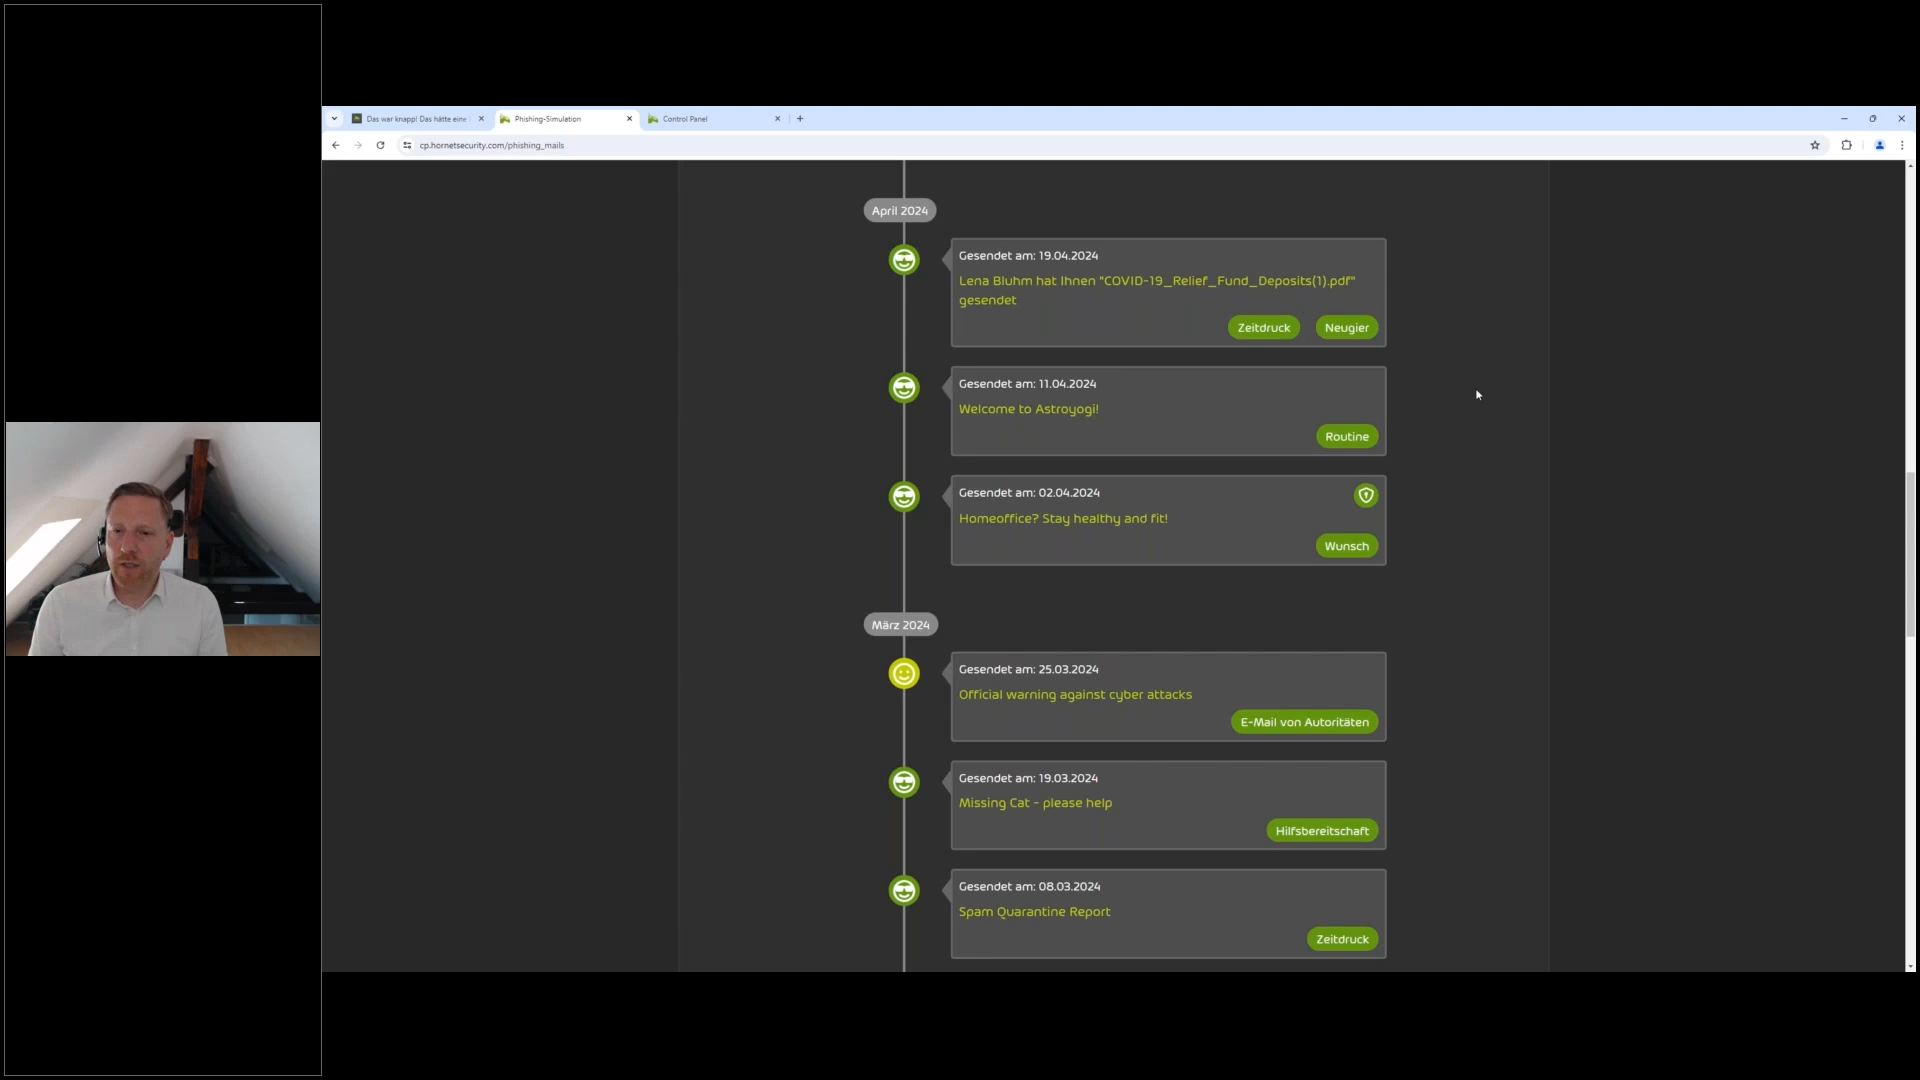 Das war knapp! Das hätte eine
Phishing-Simulation
Control Panel
cp.hornetsecurity.com/phishing_mails
April 2024
Gesendet am: 19.04.2024
Lena Bluhm hat Ihnen "COVID-19_Relief_Fund_Deposits(1).pdf"
gesendet
Zeitdruck Neugier
Gesendet am: 11.04.2024
Welcome to Astroyogi!
Routine
Gesendet am: 02.04.2024
Homeoffice? Stay healthy and fit!
Wunsch
März 2024
Gesendet am: 25.03.2024
Official warning against cyber attacks
E-Mail von Autoritäten
Gesendet am: 19.03.2024
Missing Cat - please help
Hilfsbereitschaft
Gesendet am: 08.03.2024
Spam Quarantine Report
Zeitdruck